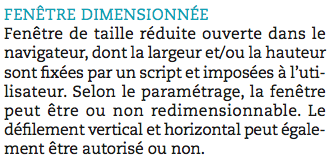 FENÊTRE DIMENSIONNÉE
Fenêtre de taille réduite ouverte dans le
navigateur, dont la largeur et/ou la hauteur
sont fixées par un script et imposées à l'uti-
lisateur. Selon le paramétrage, la fenêtre
peut être ou non redimensionnable. Le
défilement vertical et horizontal peut égale-
ment être autorisé ou non.